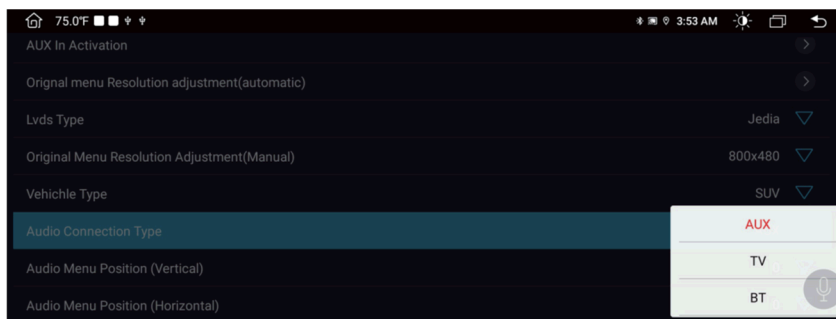 75.0°F 3:53 AM
AUX In Activation
Orignal menu Resolution adjustment(automatic)
Lvds Type Jedia
Original Menu Resolution Adjustment(Manual) 800x480
Vehichle Type SUV
Audio Connection Type AUX
TV
Audio Menu Position (Vertical)
BT
Audio Menu Position (Horizontal)